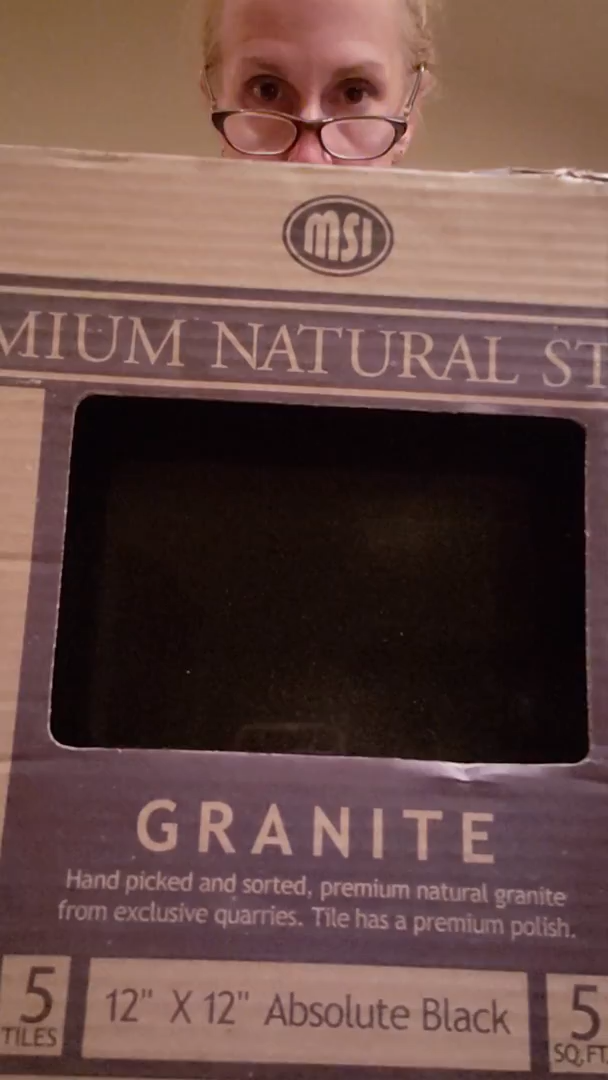 MSI
MIUM NATURAL ST
GRANITE
Hand picked and sorted, premium natural granite
from exclusive quarries. Tile has a premium polish.
5
TILES
12" X 12" Absolute Black
5
SQ.FT